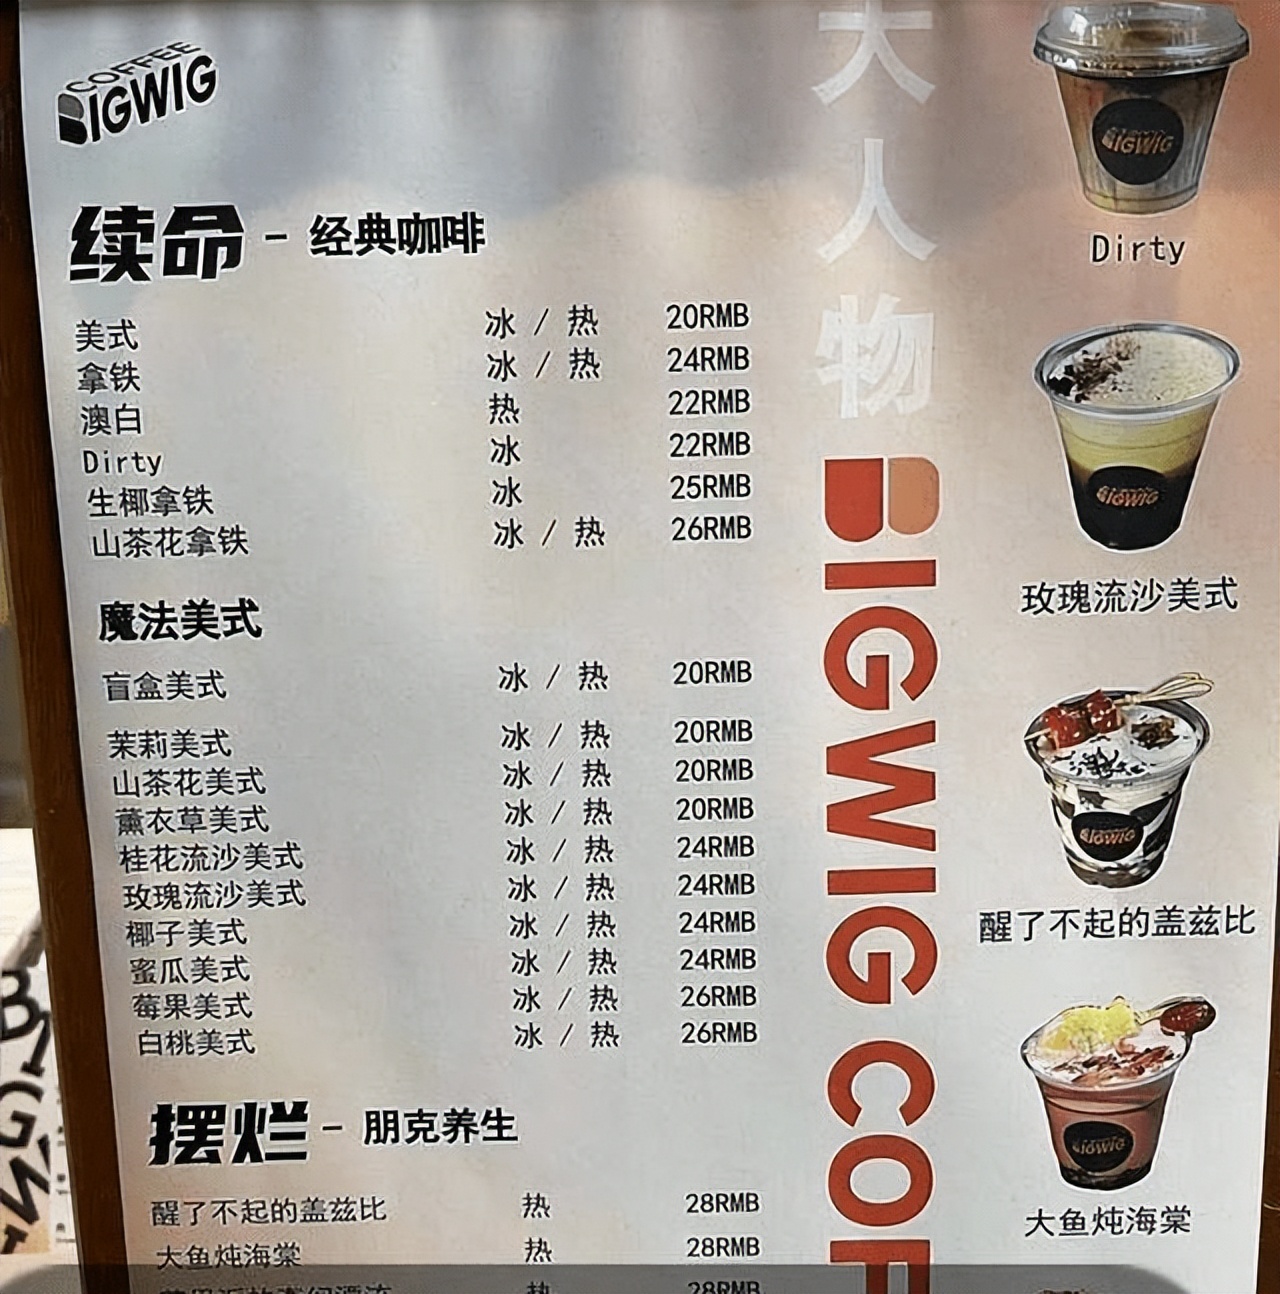 COFFEE
BIGWIG
续命 - 经典咖啡
美式 冰 / 热 20RMB
拿铁 冰 / 热 24RMB
澳白 热 22RMB
Dirty 冰 22RMB
生椰拿铁 冰 25RMB
山茶花拿铁 冰 / 热 26RMB
魔法美式
盲盒美式 冰 / 热 20RMB
茉莉美式 冰 / 热 20RMB
山茶花美式 冰 / 热 20RMB
薰衣草美式 冰 / 热 20RMB
桂花流沙美式 冰 / 热 24RMB
玫瑰流沙美式 冰 / 热 24RMB
椰子美式 冰 / 热 24RMB
蜜瓜美式 冰 / 热 24RMB
莓果美式 冰 / 热 26RMB
白桃美式 冰 / 热 26RMB
摆烂 - 朋克养生
醒了不起的盖兹比 热 28RMB
大鱼炖海棠 热 28RMB
热 28RMB
大人物
BIGWIG COF
BIGWIG
Dirty
BIGWIG
玫瑰流沙美式
BIGWIG
醒了不起的盖兹比
BIGWIG
大鱼炖海棠